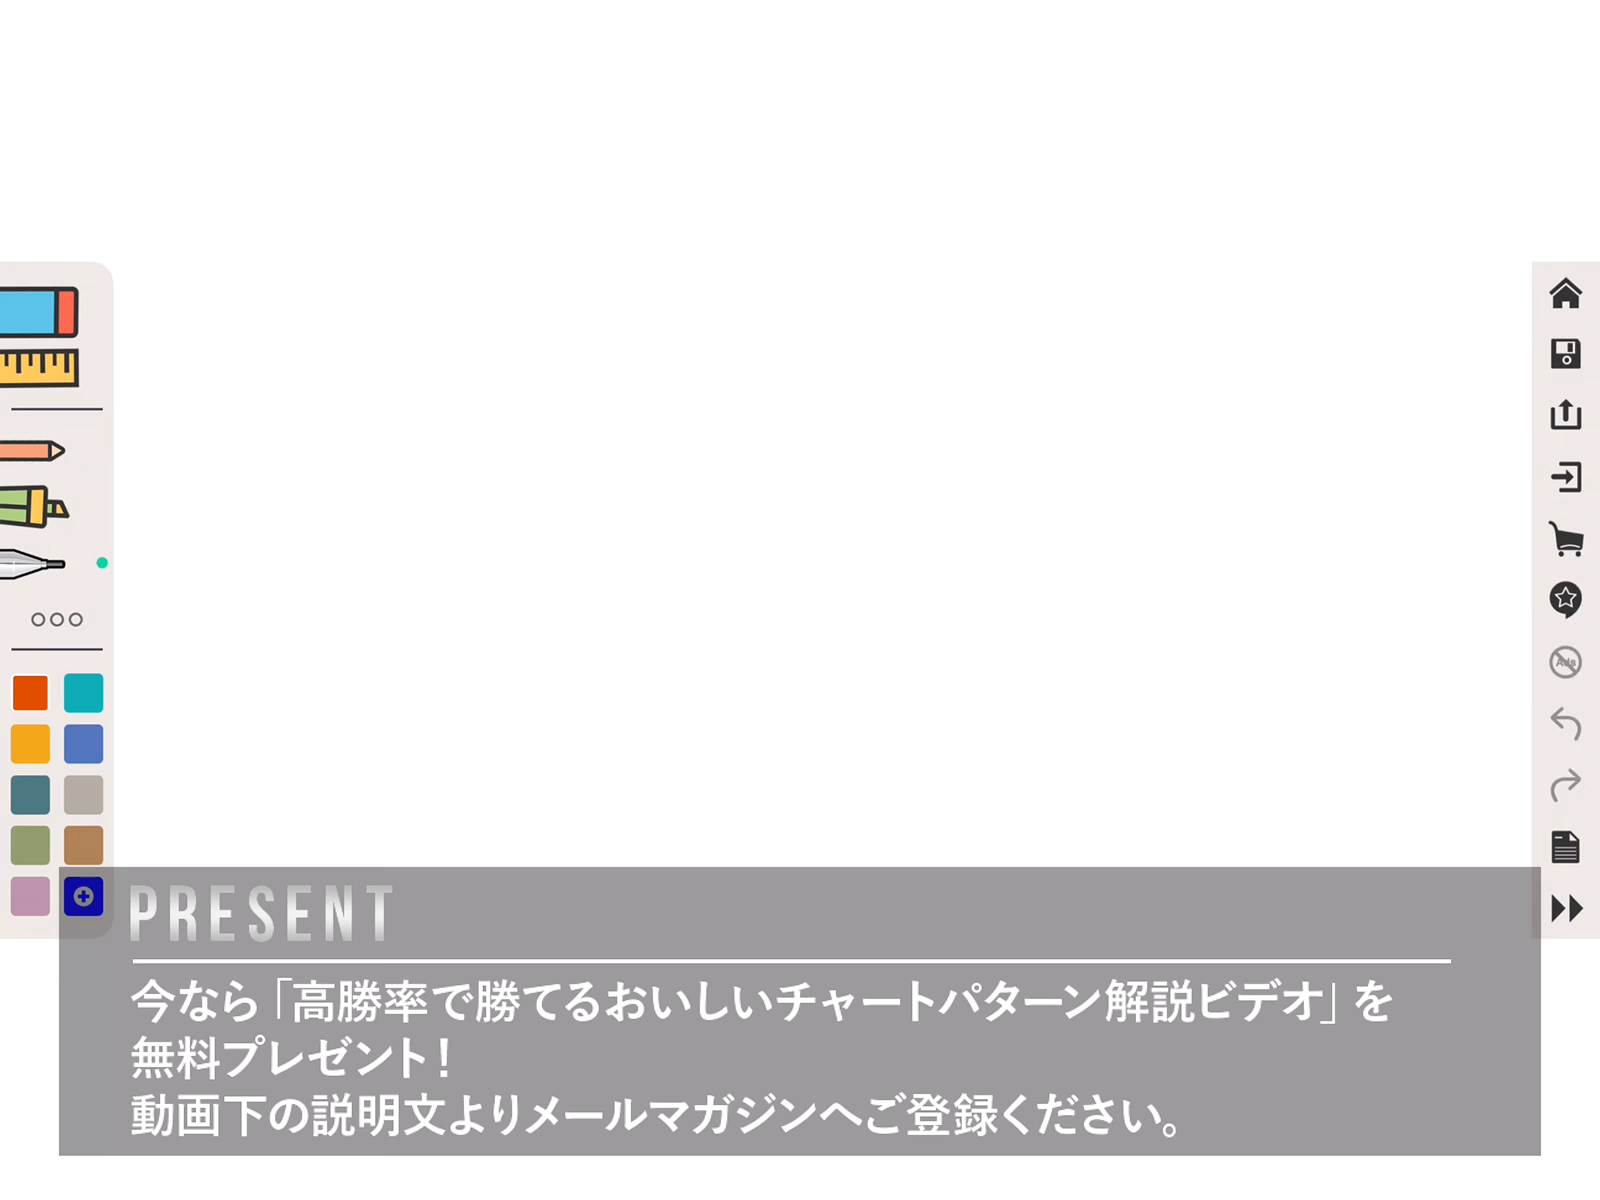 Ads
PRESENT
今なら「高勝率で勝てるおいしいチャートパターン解説ビデオ」を
無料プレゼント！
動画下の説明文よりメールマガジンへご登録ください。